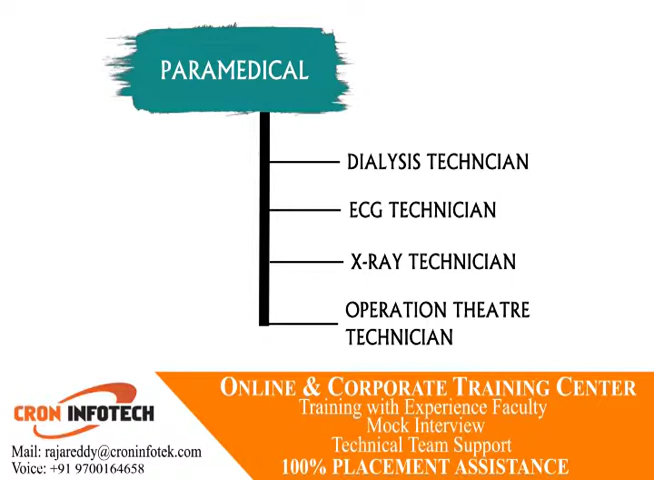 PARAMEDICAL
DIALYSIS TECHNCIAN
ECG TECHNICIAN
X-RAY TECHNICIAN
OPERATION THEATRE
TECHNICIAN
CRON INFOTECH
Mail: rajareddy@croninfotek.com
Voice: +91 9700164658
ONLINE & CORPORATE TRAINING CENTER
Training with Experience Faculty
Mock Interview
Technical Team Support
100% PLACEMENT ASSISTANCE